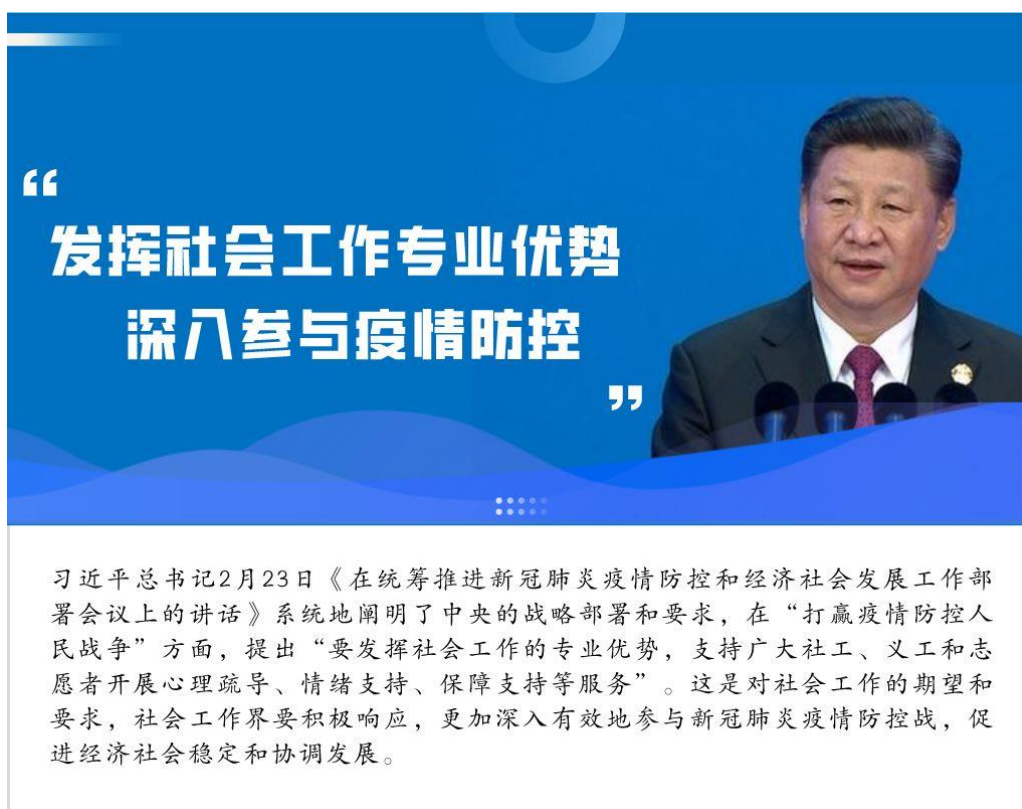 “
发挥社会工作专业优势
深入参与疫情防控
”
习近平总书记2月23日《在统筹推进新冠肺炎疫情防控和经济社会发展工作部
署会议上的讲话》系统地阐明了中央的战略部署和要求，在“打赢疫情防控人
民战争”方面，提出“要发挥社会工作的专业优势，支持广大社工、义工和志
愿者开展心理疏导、情绪支持、保障支持等服务”。这是对社会工作的期望和
要求，社会工作界要积极响应，更加深入有效地参与新冠肺炎疫情防控战，促
进经济社会稳定和协调发展。